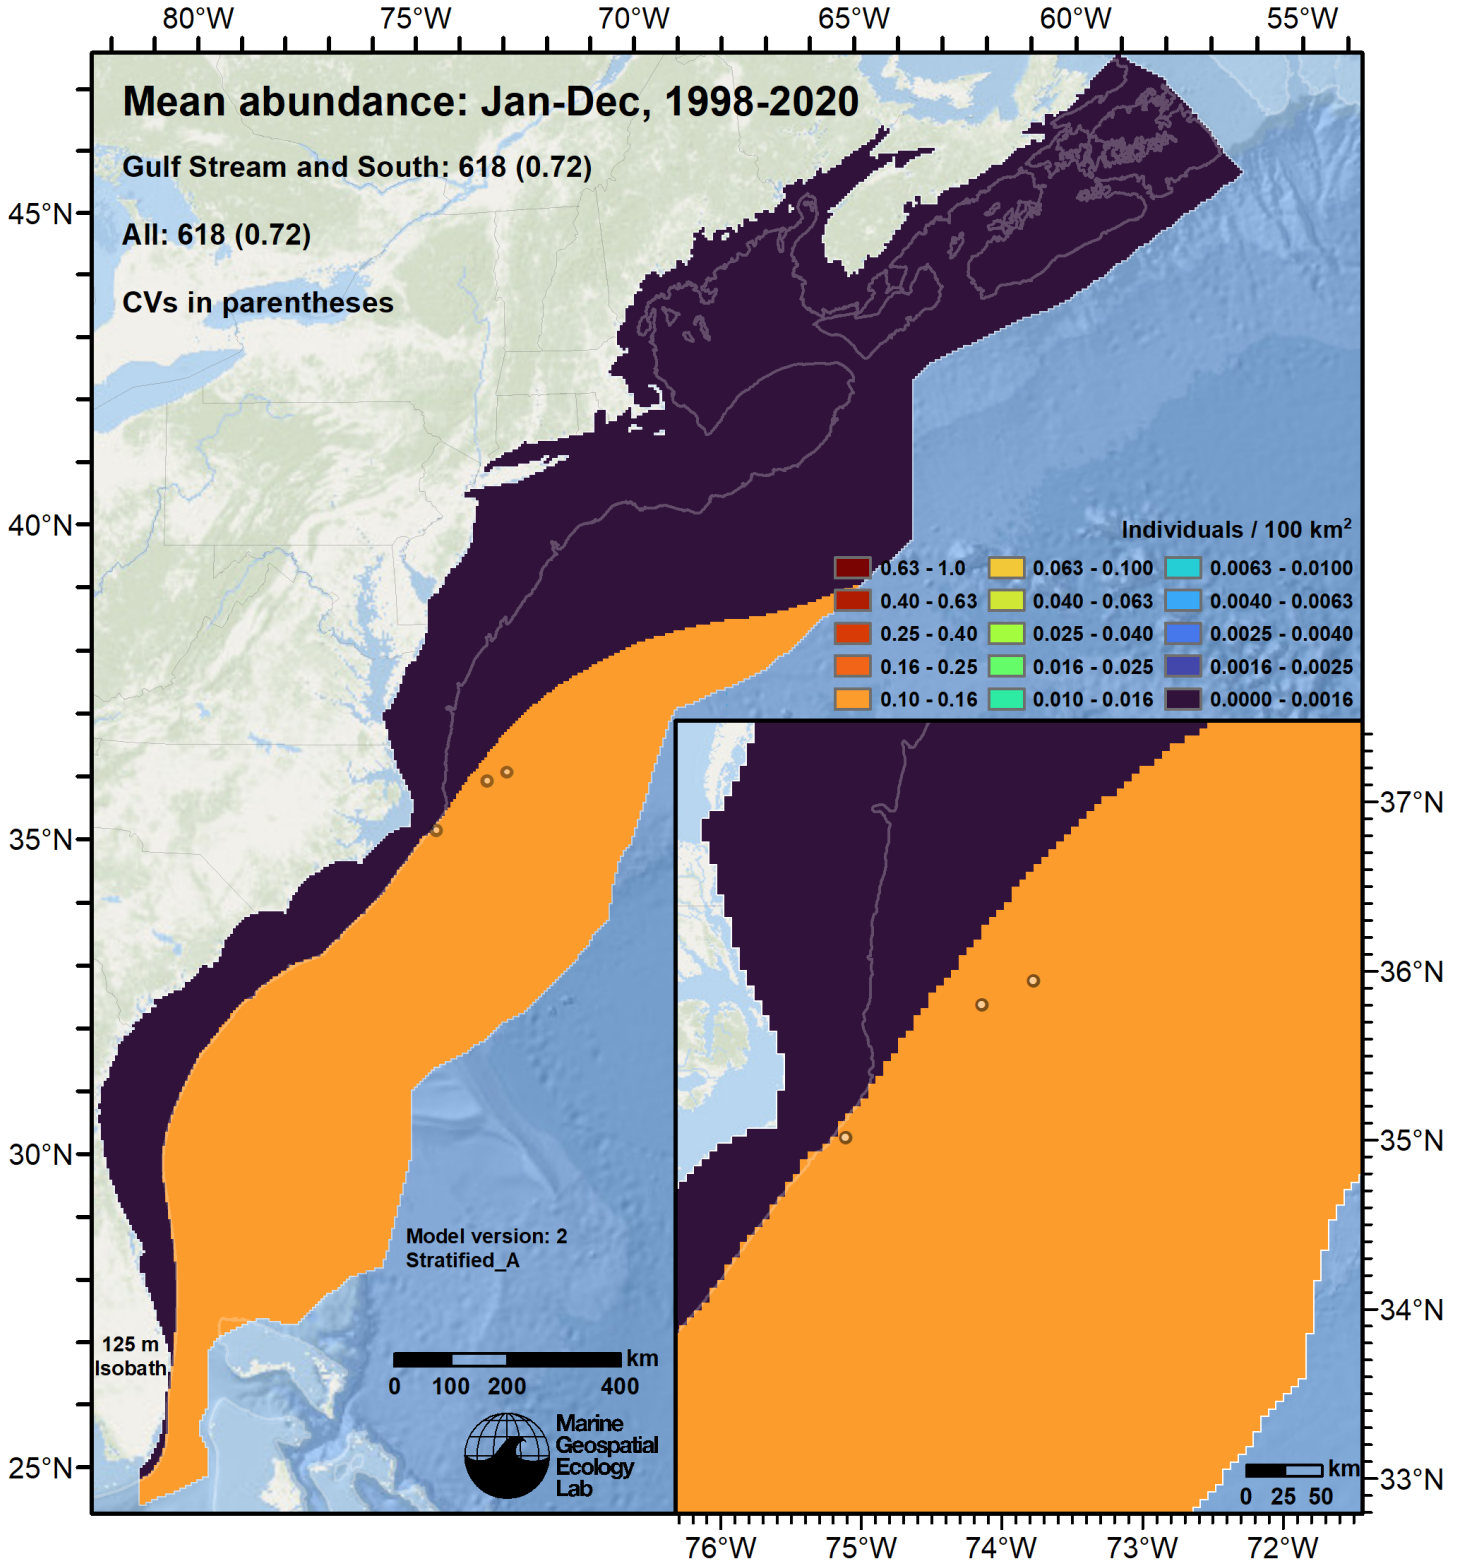 80°W 75°W 70°W 65°W 60°W 55°W
Mean abundance: Jan-Dec, 1998-2020
Gulf Stream and South: 618 (0.72)
All: 618 (0.72)
CVs in parentheses
45°N
40°N
35°N
30°N
25°N
Individuals / 100 km²
0.63 - 1.0 0.063 - 0.100 0.0063 - 0.0100
0.40 - 0.63 0.040 - 0.063 0.0040 - 0.0063
0.25 - 0.40 0.025 - 0.040 0.0025 - 0.0040
0.16 - 0.25 0.016 - 0.025 0.0016 - 0.0025
0.10 - 0.16 0.010 - 0.016 0.0000 - 0.0016
37°N
36°N
35°N
34°N
33°N
Model version: 2
Stratified_A
125 m
Isobath
km
0 100 200 400
Marine
Geospatial
Ecology
Lab
km
0 25 50
76°W 75°W 74°W 73°W 72°W